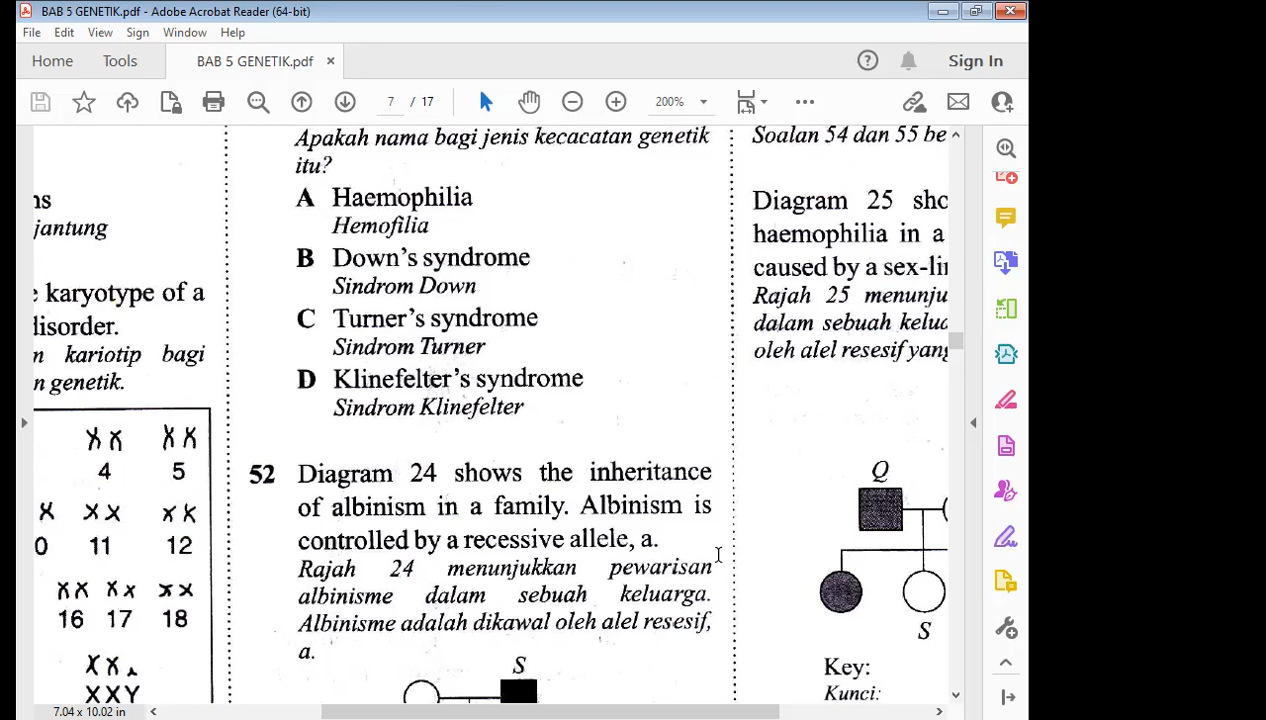 BAB 5 GENETIK.pdf - Adobe Acrobat Reader (64-bit)
File Edit View Sign Window Help
Home Tools BAB 5 GENETIK.pdf × Sign In
7 / 17 200%
ns
jantung
e karyotype of a
disorder.
n kariotip bagi
n genetik.
4 5
0 11 12
16 17 18
XXY
Apakah nama bagi jenis kecacatan genetik
itu?
A Haemophilia
Hemofilia
B Down's syndrome
Sindrom Down
C Turner's syndrome
Sindrom Turner
D Klinefelter's syndrome
Sindrom Klinefelter
52 Diagram 24 shows the inheritance
of albinism in a family. Albinism is
controlled by a recessive allele, a.
Rajah 24 menunjukkan pewarisan
albinisme dalam sebuah keluarga.
Albinisme adalah dikawal oleh alel resesif,
a.
S
Soalan 54 dan 55 be
Diagram 25 sho
haemophilia in a
caused by a sex-li
Rajah 25 menunju
dalam sebuah kelua
oleh alel resesif yang
Q
S
Key:
Kunci:
7.04 x 10.02 in